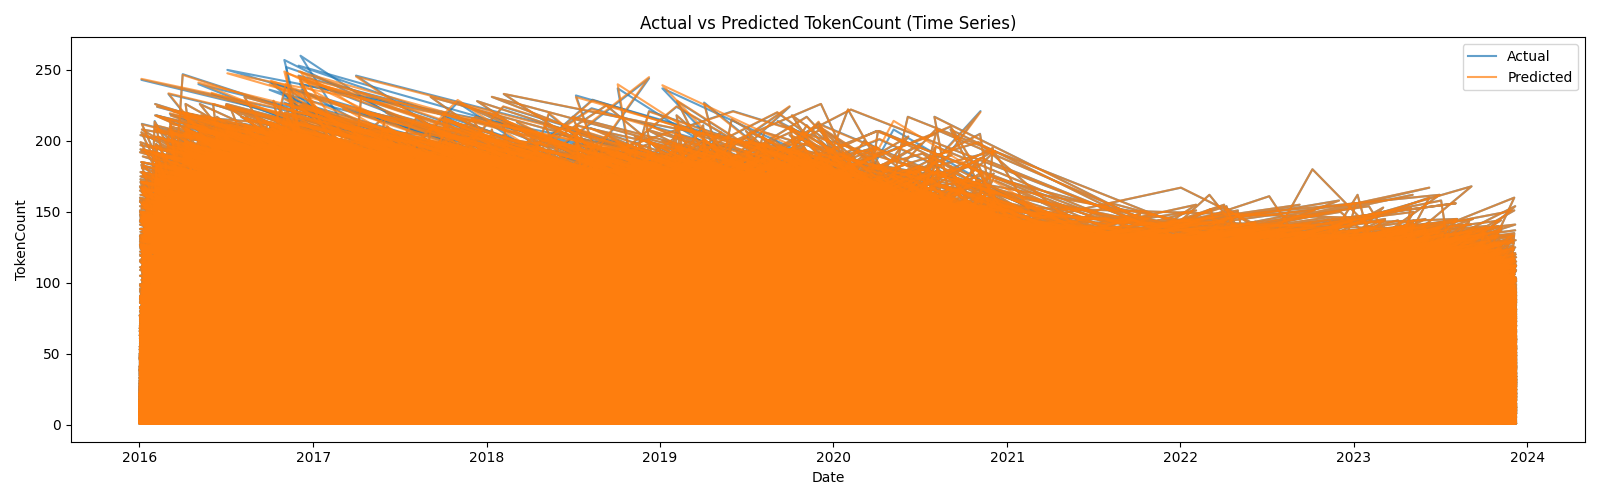 Actual vs Predicted TokenCount (Time Series)
Actual
Predicted
TokenCount
250
200
150
100
50
0
2016 2017 2018 2019 2020 2021 2022 2023 2024
Date